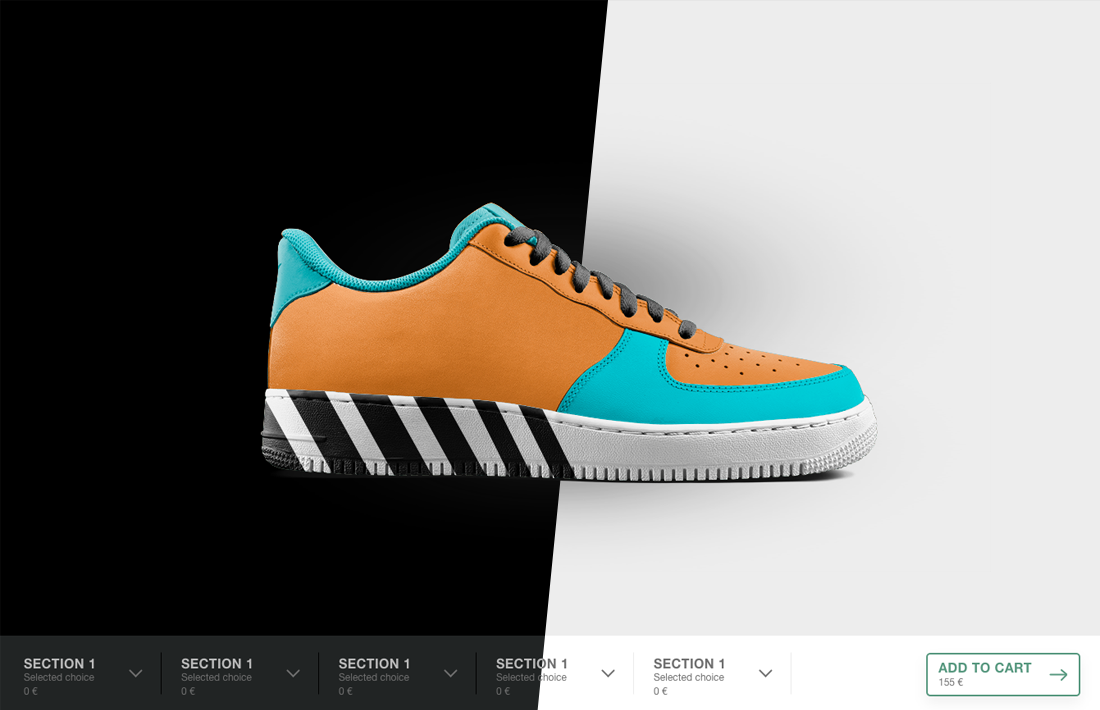 SECTION 1
Selected choice
0 €
SECTION 1
Selected choice
0 €
SECTION 1
Selected choice
0 €
SECTION 1
Selected choice
0 €
SECTION 1
Selected choice
0 €
ADD TO CART
155 €